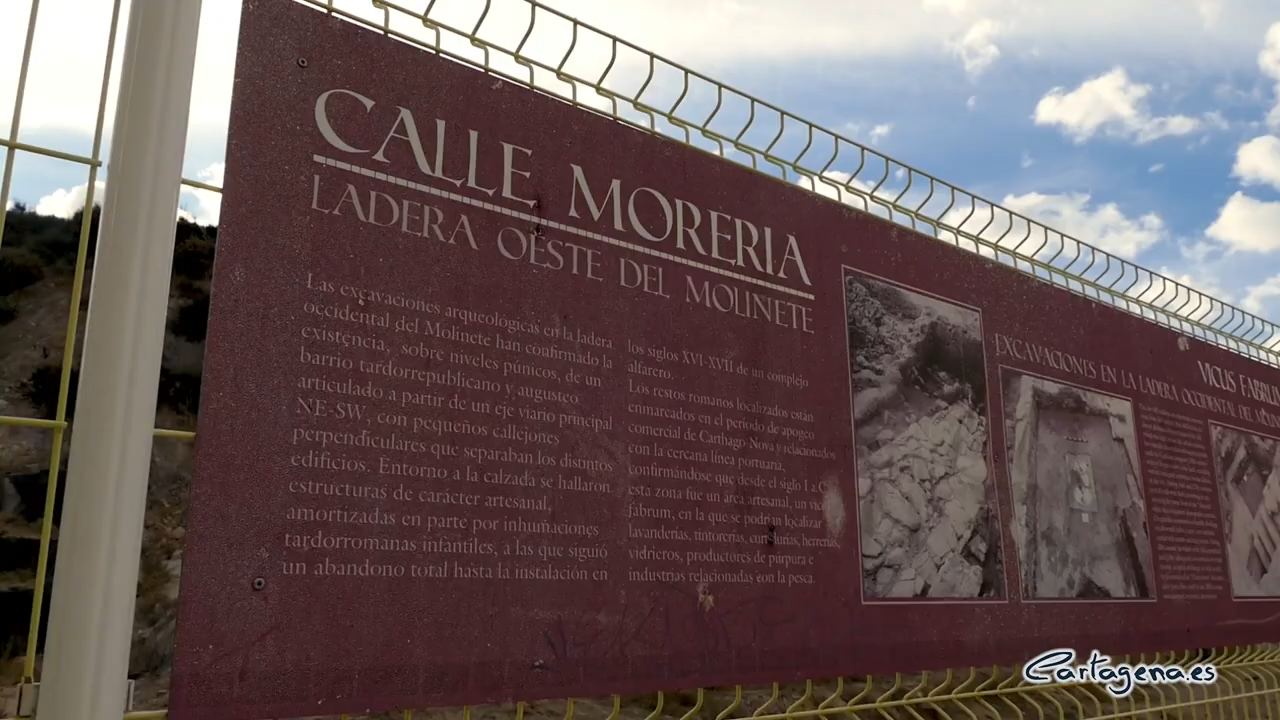 CALLE MORERIA
LADERA OESTE DEL MOLINETE
Las excavaciones arqueológicas en la ladera
occidental del Molinete han confirmado la
existencia, sobre niveles púnicos, de un
barrio tardorrepublicano y augusteo
articulado a partir de un eje viario principal
NE-SW, con pequeños callejones
perpendiculares que separaban los distintos
edificios. Entorno a la calzada se hallaron
estructuras de carácter artesanal,
amortizadas en parte por inhumaciones
tardorromanas infantiles, a las que siguió
un abandono total hasta la instalación en
los siglos XVI-XVII de un complejo
alfarero.
Los restos romanos localizados están
enmarcados en el periodo de apogeo
comercial de Carthago Nova y relacionados
con la cercana línea portuaria,
confirmándose que desde el siglo I a.C.
esta zona fue un área artesanal, un
fabrum, en la que se podrían localizar
lavanderías, tintorerías, herrerías,
vidrieros, productores de púrpura e
industrias relacionadas con la pesca.
EXCAVACIONES EN LA LADERA OCCIDENTAL DEL
VICUS
Cartagena.es